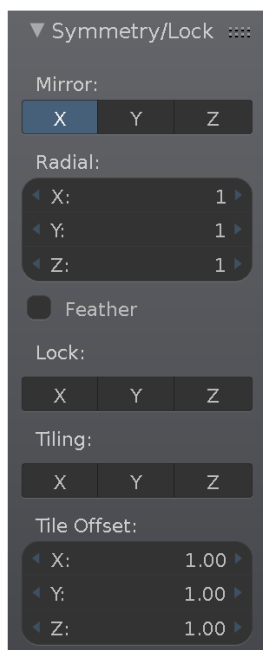 Symmetry/Lock
Mirror:
X Y Z
Radial:
X: 1
Y: 1
Z: 1
Feather
Lock:
X Y Z
Tiling:
X Y Z
Tile Offset:
X: 1.00
Y: 1.00
Z: 1.00